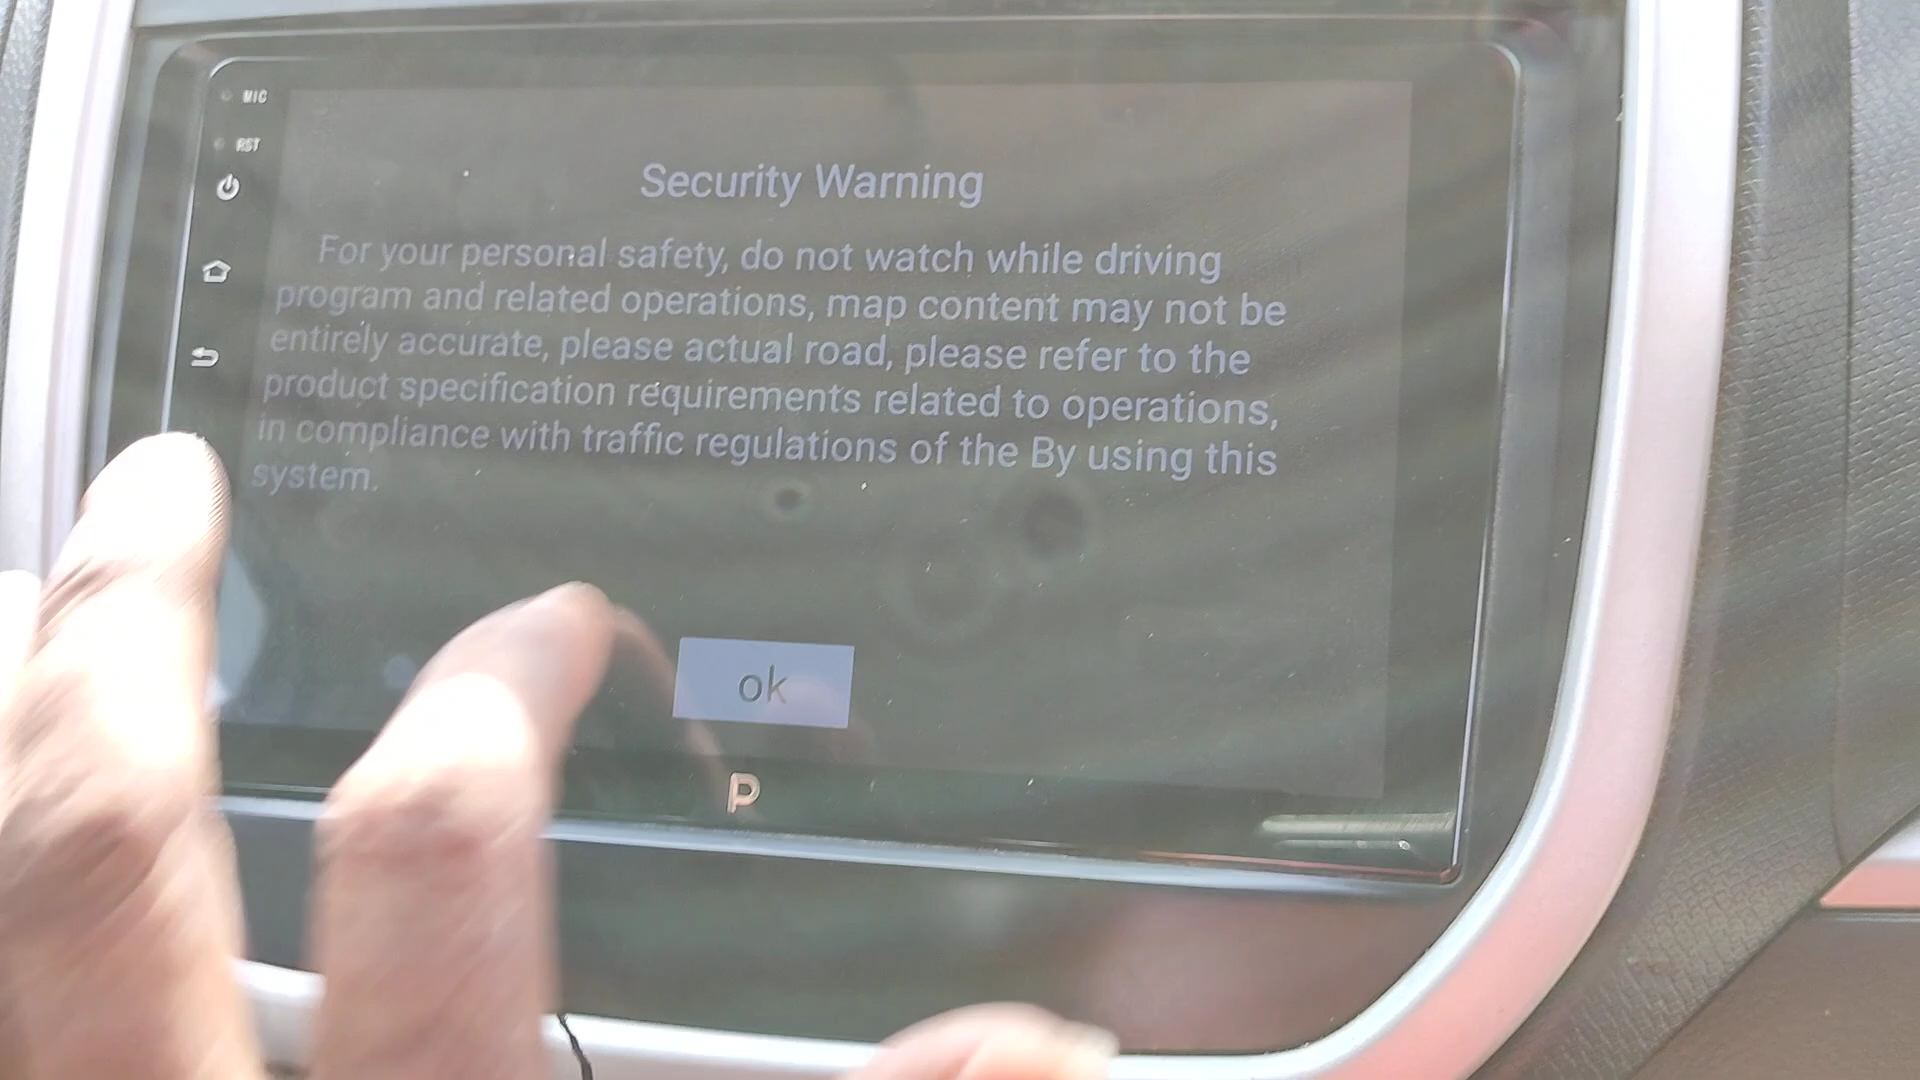 MIC
RST
Security Warning
For your personal safety, do not watch while driving
program and related operations, map content may not be
entirely accurate, please actual road, please refer to the
product specification requirements related to operations,
in compliance with traffic regulations of the By using this
system.
ok
P